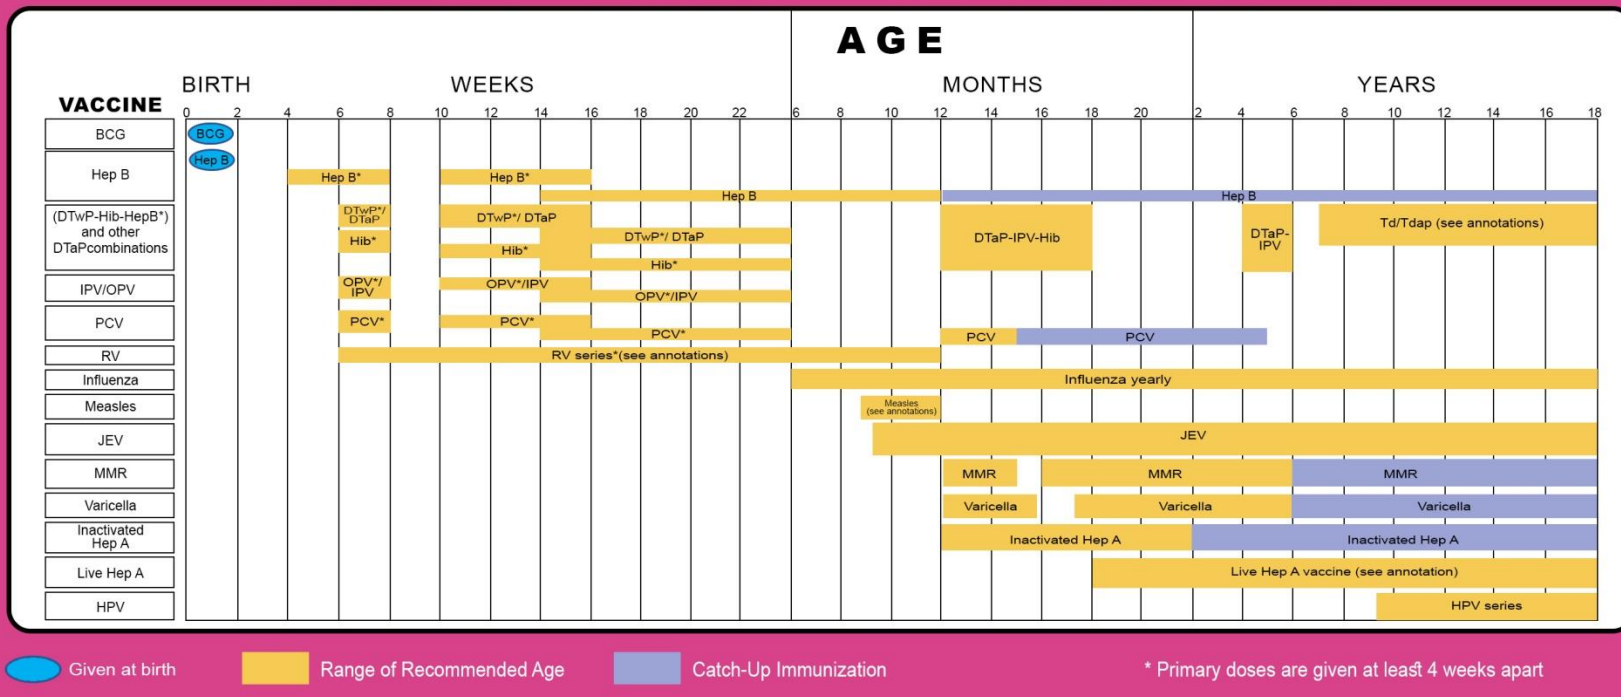 AGE
BIRTH WEEKS MONTHS YEARS
VACCINE
0 2 4 6 8 10 12 14 16 20 22 6 8 10 12 14 16 18 22 2 4 6 8 10 12 14 16 18
BCG
BCG
Hep B
Hep B
Hep B* Hep B*
Hep B Hep B
(DTwP-Hib-HepB*)
and other
DTaPcombinations
DTwP*/
DTaP
DTwP*/ DTaP
DTwP*/ DTaP
Hib*
Hib*
Hib*
DTaP-IPV-Hib
DTaP-
IPV
Td/Tdap (see annotations)
IPV/OPV
OPV*/
IPV
OPV*/IPV
OPV*/IPV
PCV
PCV* PCV*
PCV*
PCV PCV
RV
RV series*(see annotations)
Influenza
Influenza yearly
Measles
Measles
(see annotations)
JEV
JEV
MMR
MMR MMR MMR
Varicella
Varicella Varicella Varicella
Inactivated
Hep A
Inactivated Hep A Inactivated Hep A
Live Hep A
Live Hep A vaccine (see annotation)
HPV
HPV series
Given at birth Range of Recommended Age Catch-Up Immunization * Primary doses are given at least 4 weeks apart